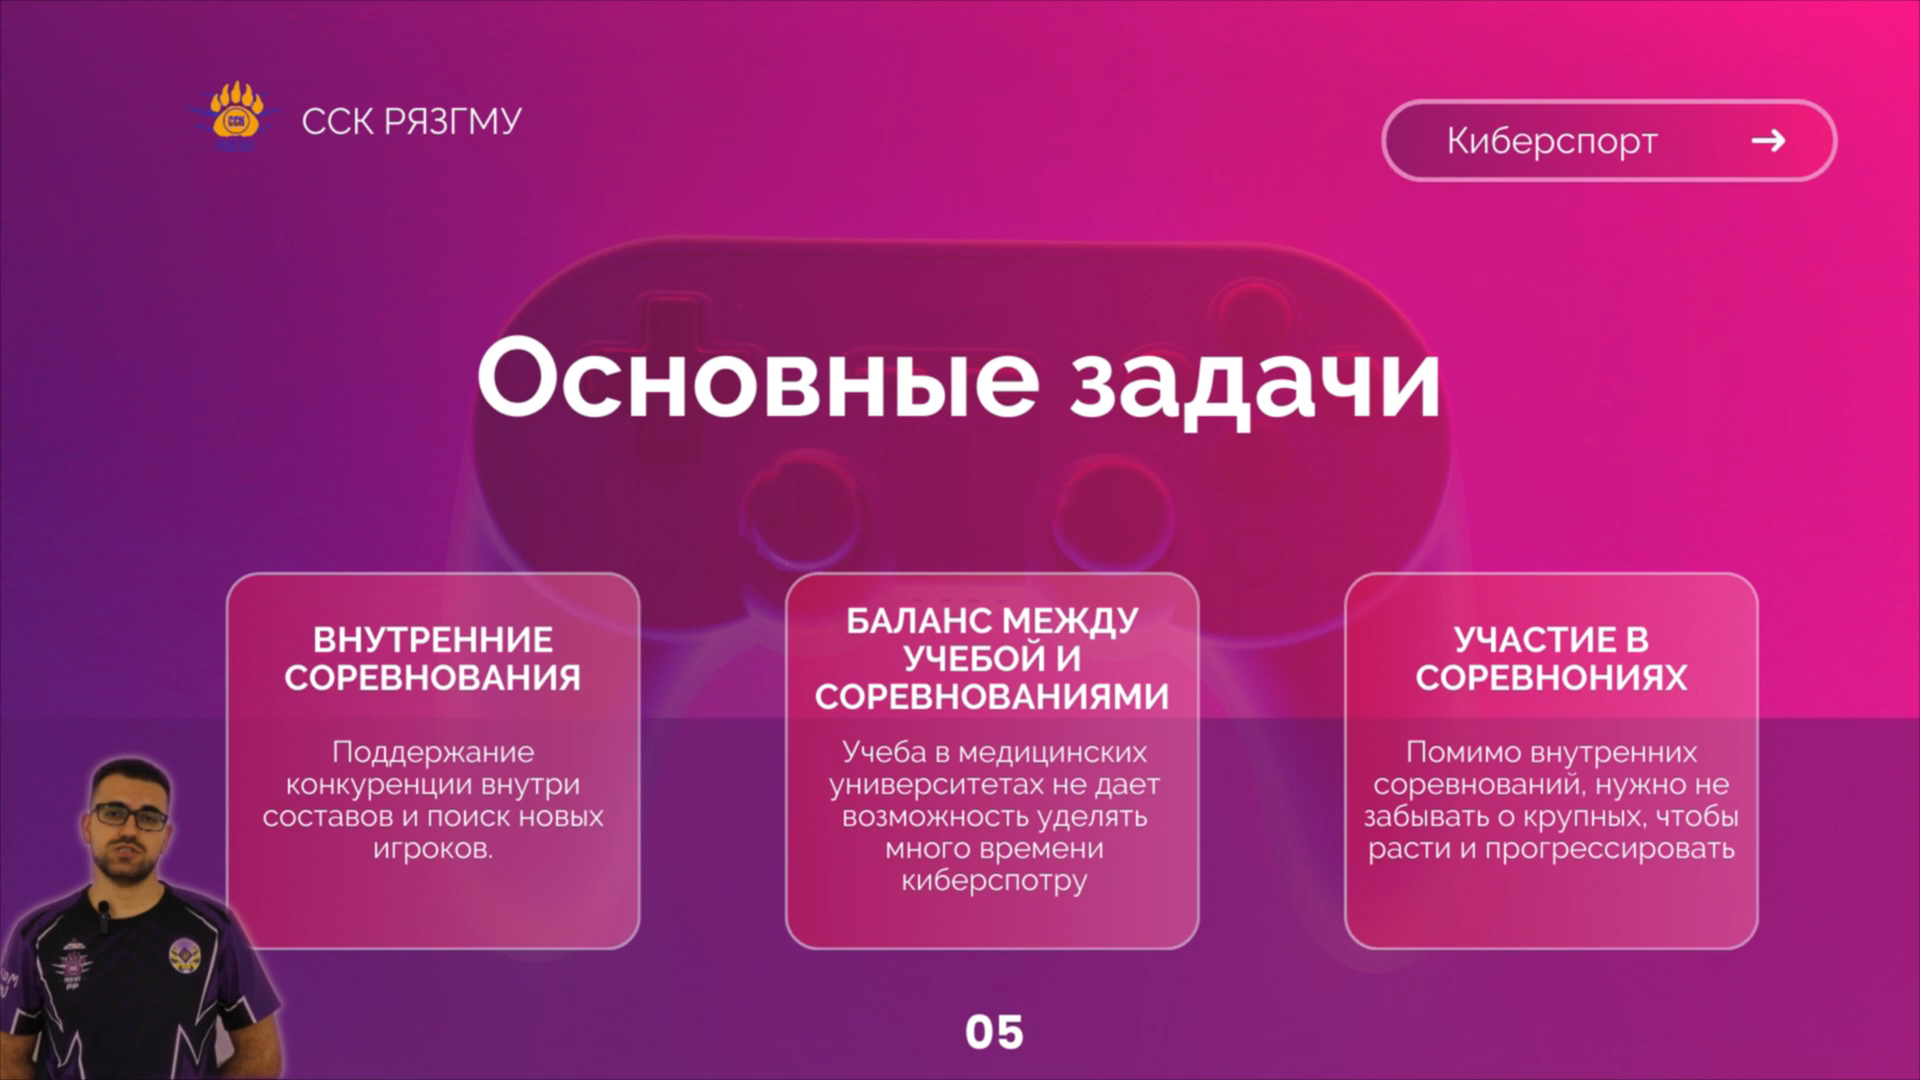 ССК
ССК РЯЗГМУ
Киберспорт
Основные задачи
ВНУТРЕННИЕ
СОРЕВНОВАНИЯ
Поддержание
конкуренции внутри
составов и поиск новых
игроков.
БАЛАНС МЕЖДУ
УЧЕБОЙ И
СОРЕВНОВАНИЯМИ
Учеба в медицинских
университетах не дает
возможность уделять
много времени
киберспотру
УЧАСТИЕ В
СОРЕВНОНИЯХ
Помимо внутренних
соревнований, нужно не
забывать о крупных, чтобы
расти и прогрессировать
05